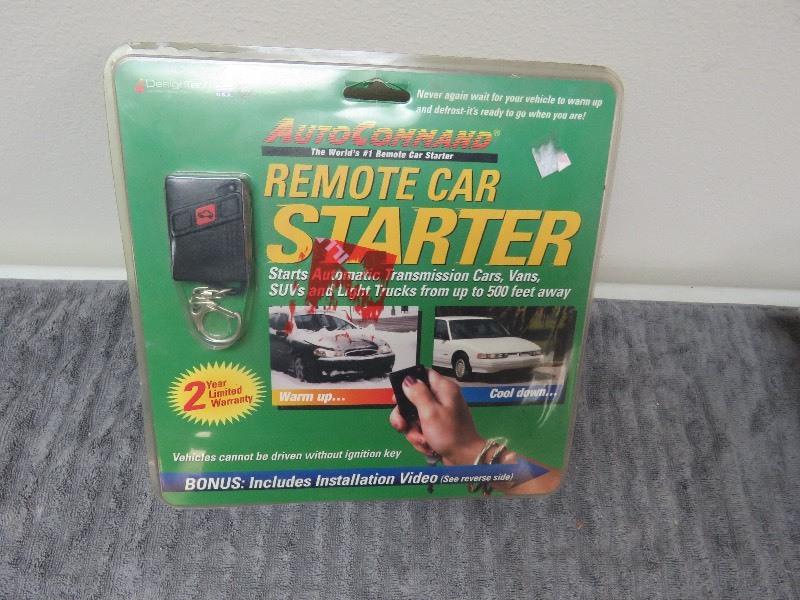 DesignTech
Never again wait for your vehicle to warm up
and defrost-it's ready to go when you are!
AUTOCOMMAND®
The World's #1 Remote Car Starter
REMOTE CAR
STARTER
Starts Automatic Transmission Cars, Vans,
SUVs and Light Trucks from up to 500 feet away
2 Year
Limited
Warranty
Warm up...
Cool down...
Vehicles cannot be driven without ignition key
BONUS: Includes Installation Video (See reverse side)